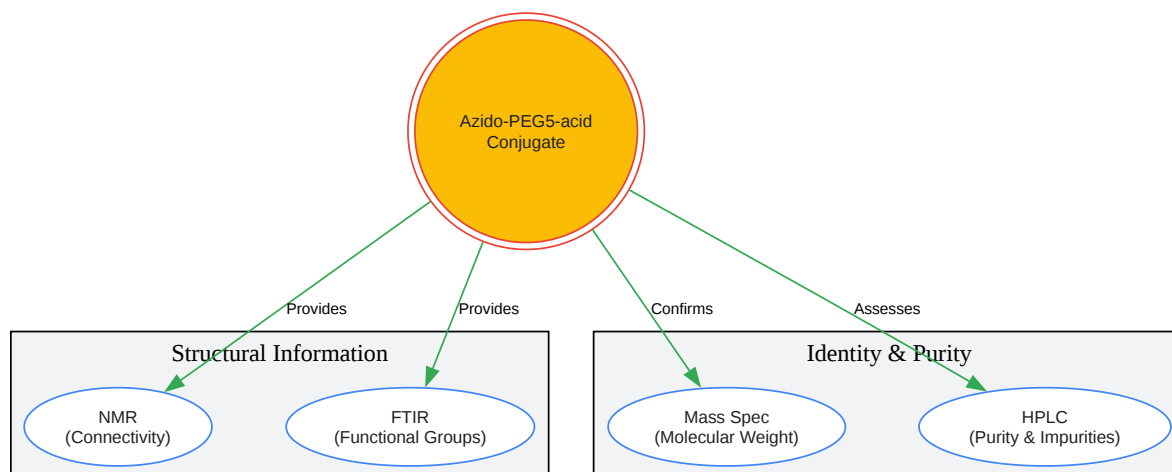 Azido-PEG5-acid
Conjugate
Provides
Provides
Confirms
Assesses
Structural Information
Identity & Purity
NMR
(Connectivity)
FTIR
(Functional Groups)
Mass Spec
(Molecular Weight)
HPLC
(Purity & Impurities)